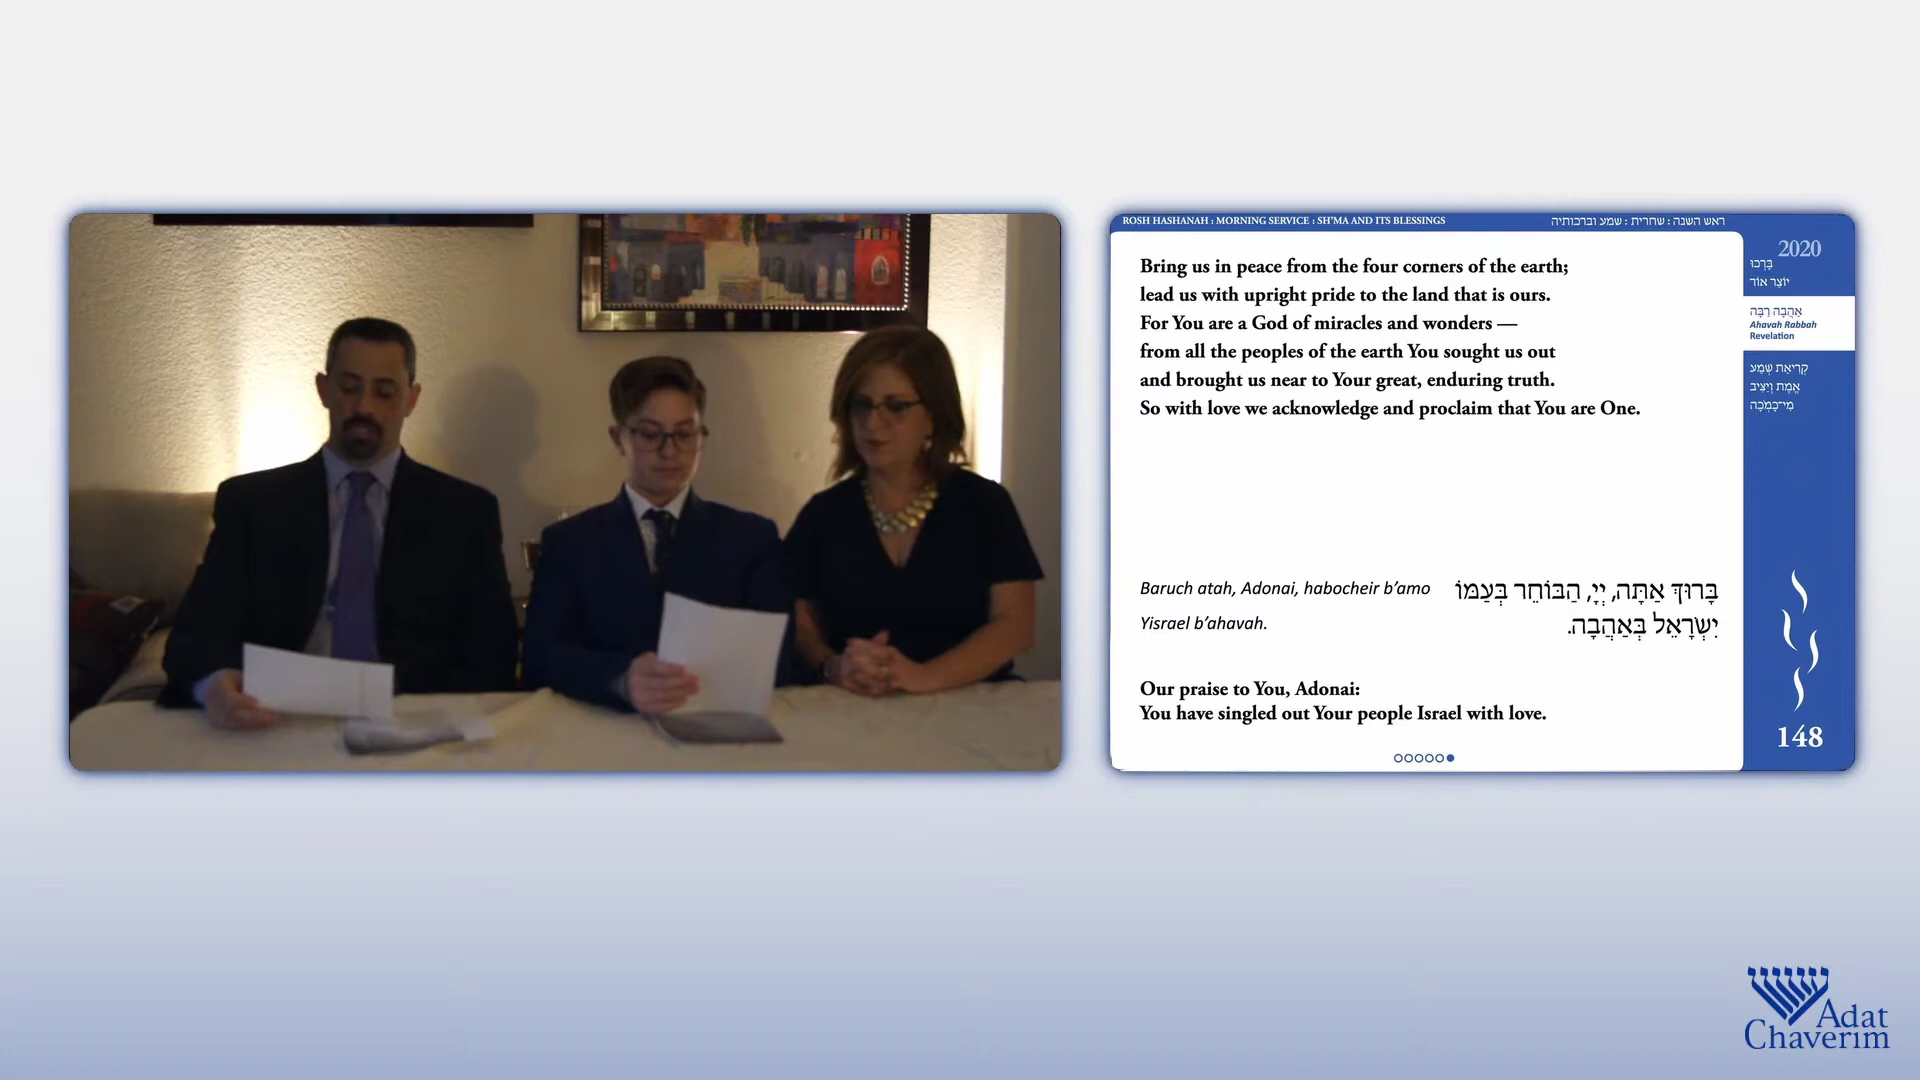 ROSH HASHANAH : MORNING SERVICE : SH'MA AND ITS BLESSINGS
ראש השנה : שחרית : שמע וברכותיה
Bring us in peace from the four corners of the earth;
lead us with upright pride to the land that is ours.
For You are a God of miracles and wonders —
from all the peoples of the earth You sought us out
and brought us near to Your great, enduring truth.
So with love we acknowledge and proclaim that You are One.
Baruch atah, Adonai, habocheir b'amo
Yisrael b'ahavah.
בָּרוּךְ אַתָּה, יְיָ, הַבּוֹחֵר בְּעַמּוֹ
יִשְׂרָאֵל בְּאַהֲבָה.
Our praise to You, Adonai:
You have singled out Your people Israel with love.
2020
בָּרְכוּ
יוֹצֵר אוֹר
אַהֲבָה רַבָּה
Ahavah Rabbah
Revelation
קְרִיאַת שְׁמַע
אֱמֶת וְיַצִּיב
מִי־כָמֹכָה
148
Adat
Chaverim